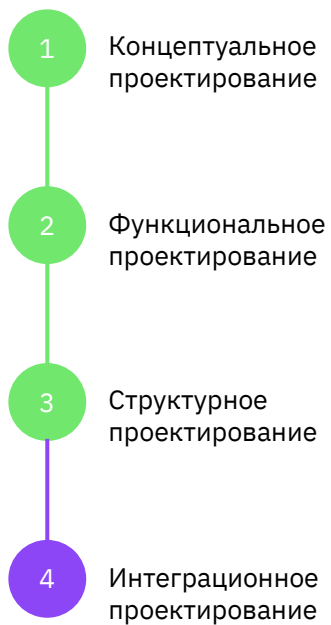 1
Концептуальное
проектирование
2
Функциональное
проектирование
3
Структурное
проектирование
4
Интеграционное
проектирование